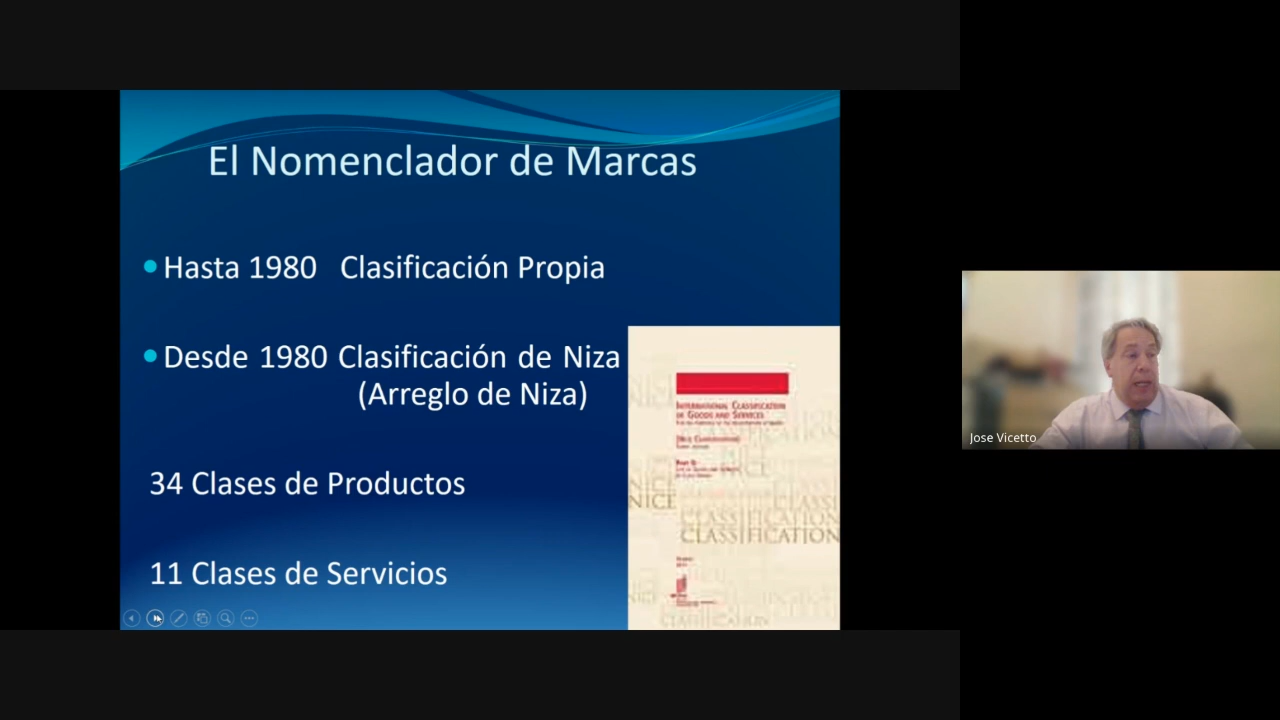 El Nomenclador de Marcas
Hasta 1980 Clasificación Propia
Desde 1980 Clasificación de Niza
(Arreglo de Niza)
34 Clases de Productos
11 Clases de Servicios
INTERNATIONAL CLASSIFICATION
OF GOODS AND SERVICES
NICE
CLASSIFICATION
CLASSIFICATION
Jose Vicetto